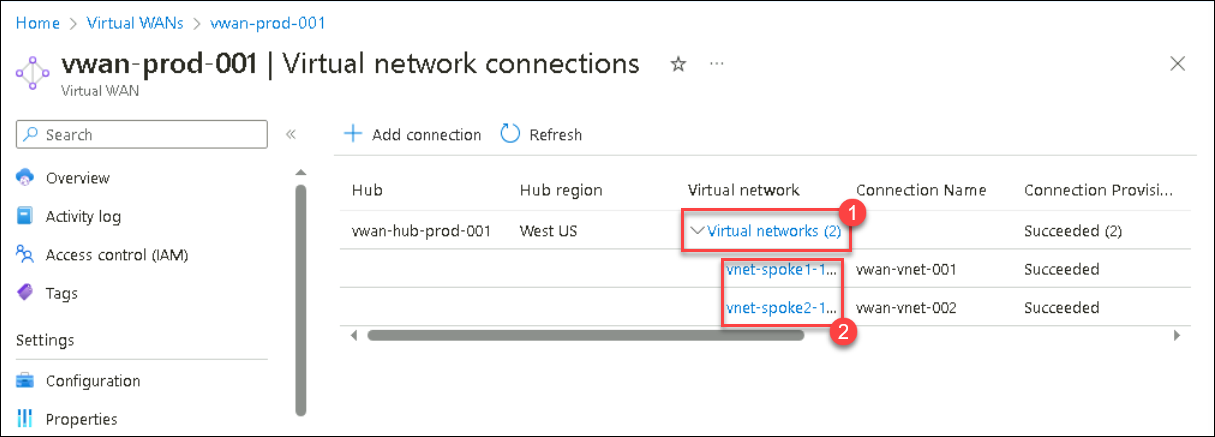 Home > Virtual WANs > vwan-prod-001
vwan-prod-001 | Virtual network connections
Virtual WAN
Search
Add connection Refresh
Overview
Activity log
Access control (IAM)
Tags
Settings
Configuration
Properties
Hub Hub region Virtual network Connection Name Connection Provisi...
1
vwan-hub-prod-001 West US Virtual networks (2) Succeeded (2)
vnet-spoke1-1... vwan-vnet-001 Succeeded
vnet-spoke2-1... vwan-vnet-002 Succeeded
2